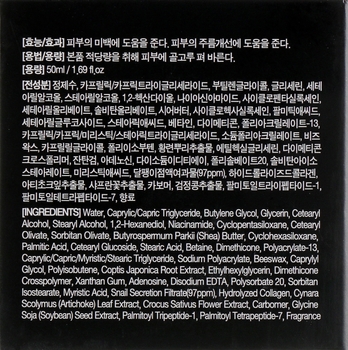 [효능/효과] 피부의 미백에 도움을 준다. 피부의 주름개선에 도움을 준다.
[용법/용량] 본품 적당량을 취해 피부에 골고루 펴 바른다.
[용량] 50ml / 1,69 fl,oz
[전성분] 정제수, 카프릴릭/카프릭트라이글리세라이드, 부틸렌글라이콜, 글리세린, 세테
아릴알코올, 스테아릴알코올, 1,2-헥산다이올, 나이아신아마이드, 사이클로펜타실록세인,
세테아릴올리베이트, 솔비탄올리베이트, 시어버터, 사이클로헥사실록세인, 팔미틱애씨드,
세테아릴글루코사이드, 스테아릭애씨드, 베타인, 다이메티콘, 폴리아크릴레이트-13,
카프릴릭/카프릭/미리스틱/스테아릭트라이글리세라이드, 소듐폴리아크릴레이트, 비즈
왁스, 카프릴릴글라이콜, 폴리아이소부텐, 황련뿌리추출물, 에틸헥실글리세린, 다이메티콘
크로스폴리머, 잔탄검, 아데노신, 다이소듐이디티에이, 폴리솔베이트20, 솔비탄아이소
스테아레이트, 미리스틱애씨드, 달팽이점액여과물(97ppm), 하이드롤라이즈드콜라겐,
아티초크잎추출물, 사프란꽃추출물, 카보머, 검정콩추출물, 팔미토일트라이펩타이드-1,
팔미토일테트라펩타이드-7, 향료
[INGREDIENTS] Water, Caprylic/Capric Triglyceride, Butylene Glycol, Glycerin, Cetearyl
Alcohol, Stearyl Alcohol, 1,2-Hexanediol, Niacinamide, Cyclopentasiloxane, Cetearyl
Olivate, Sorbitan Olivate, Butyrospermum Parkii (Shea) Butter, Cyclohexasiloxane,
Palmitic Acid, Cetearyl Glucoside, Stearic Acid, Betaine, Dimethicone, Polyacrylate-13,
Caprylic/Capric/Myristic/Stearic Triglyceride, Sodium Polyacrylate, Beeswax, Caprylyl
Glycol, Polyisobutene, Coptis Japonica Root Extract, Ethylhexylglycerin, Dimethicone
Crosspolymer, Xanthan Gum, Adenosine, Disodium EDTA, Polysorbate 20, Sorbitan
Isostearate, Myristic Acid, Snail Secretion Filtrate(97ppm), Hydrolyzed Collagen, Cynara
Scolymus (Artichoke) Leaf Extract, Crocus Sativus Flower Extract, Carbomer, Glycine
Soja (Soybean) Seed Extract, Palmitoyl Tripeptide-1, Palmitoyl Tetrapeptide-7, Fragrance